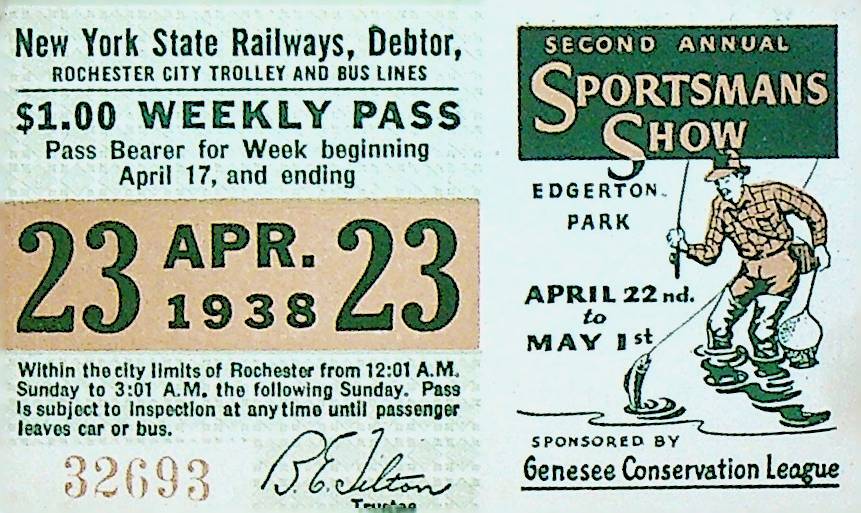 New York State Railways, Debtor,
ROCHESTER CITY TROLLEY AND BUS LINES
$1.00 WEEKLY PASS
Pass Bearer for Week beginning
April 17, and ending
23 APR. 1938 23
Within the city limits of Rochester from 12:01 A.M.
Sunday to 3:01 A.M. the following Sunday. Pass
is subject to inspection at any time until passenger
leaves car or bus.
32693
B. E. Tilton
Trustee
SECOND ANNUAL
SPORTSMANS
SHOW
EDGERTON
PARK
APRIL 22nd.
to
MAY 1st
SPONSORED BY
Genesee Conservation League